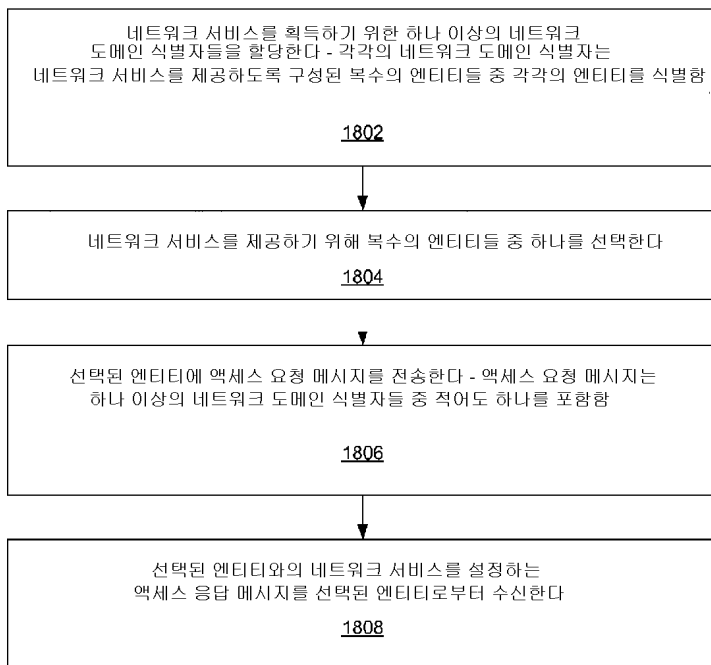 네트워크 서비스를 획득하기 위한 하나 이상의 네트워크
도메인 식별자들을 할당한다 - 각각의 네트워크 도메인 식별자는
네트워크 서비스를 제공하도록 구성된 복수의 엔티티들 중 각각의 엔티티를 식별함
1802
네트워크 서비스를 제공하기 위해 복수의 엔티티들 중 하나를 선택한다
1804
선택된 엔티티에 액세스 요청 메시지를 전송한다 - 액세스 요청 메시지는
하나 이상의 네트워크 도메인 식별자들 중 적어도 하나를 포함함
1806
선택된 엔티티와의 네트워크 서비스를 설정하는
액세스 응답 메시지를 선택된 엔티티로부터 수신한다
1808